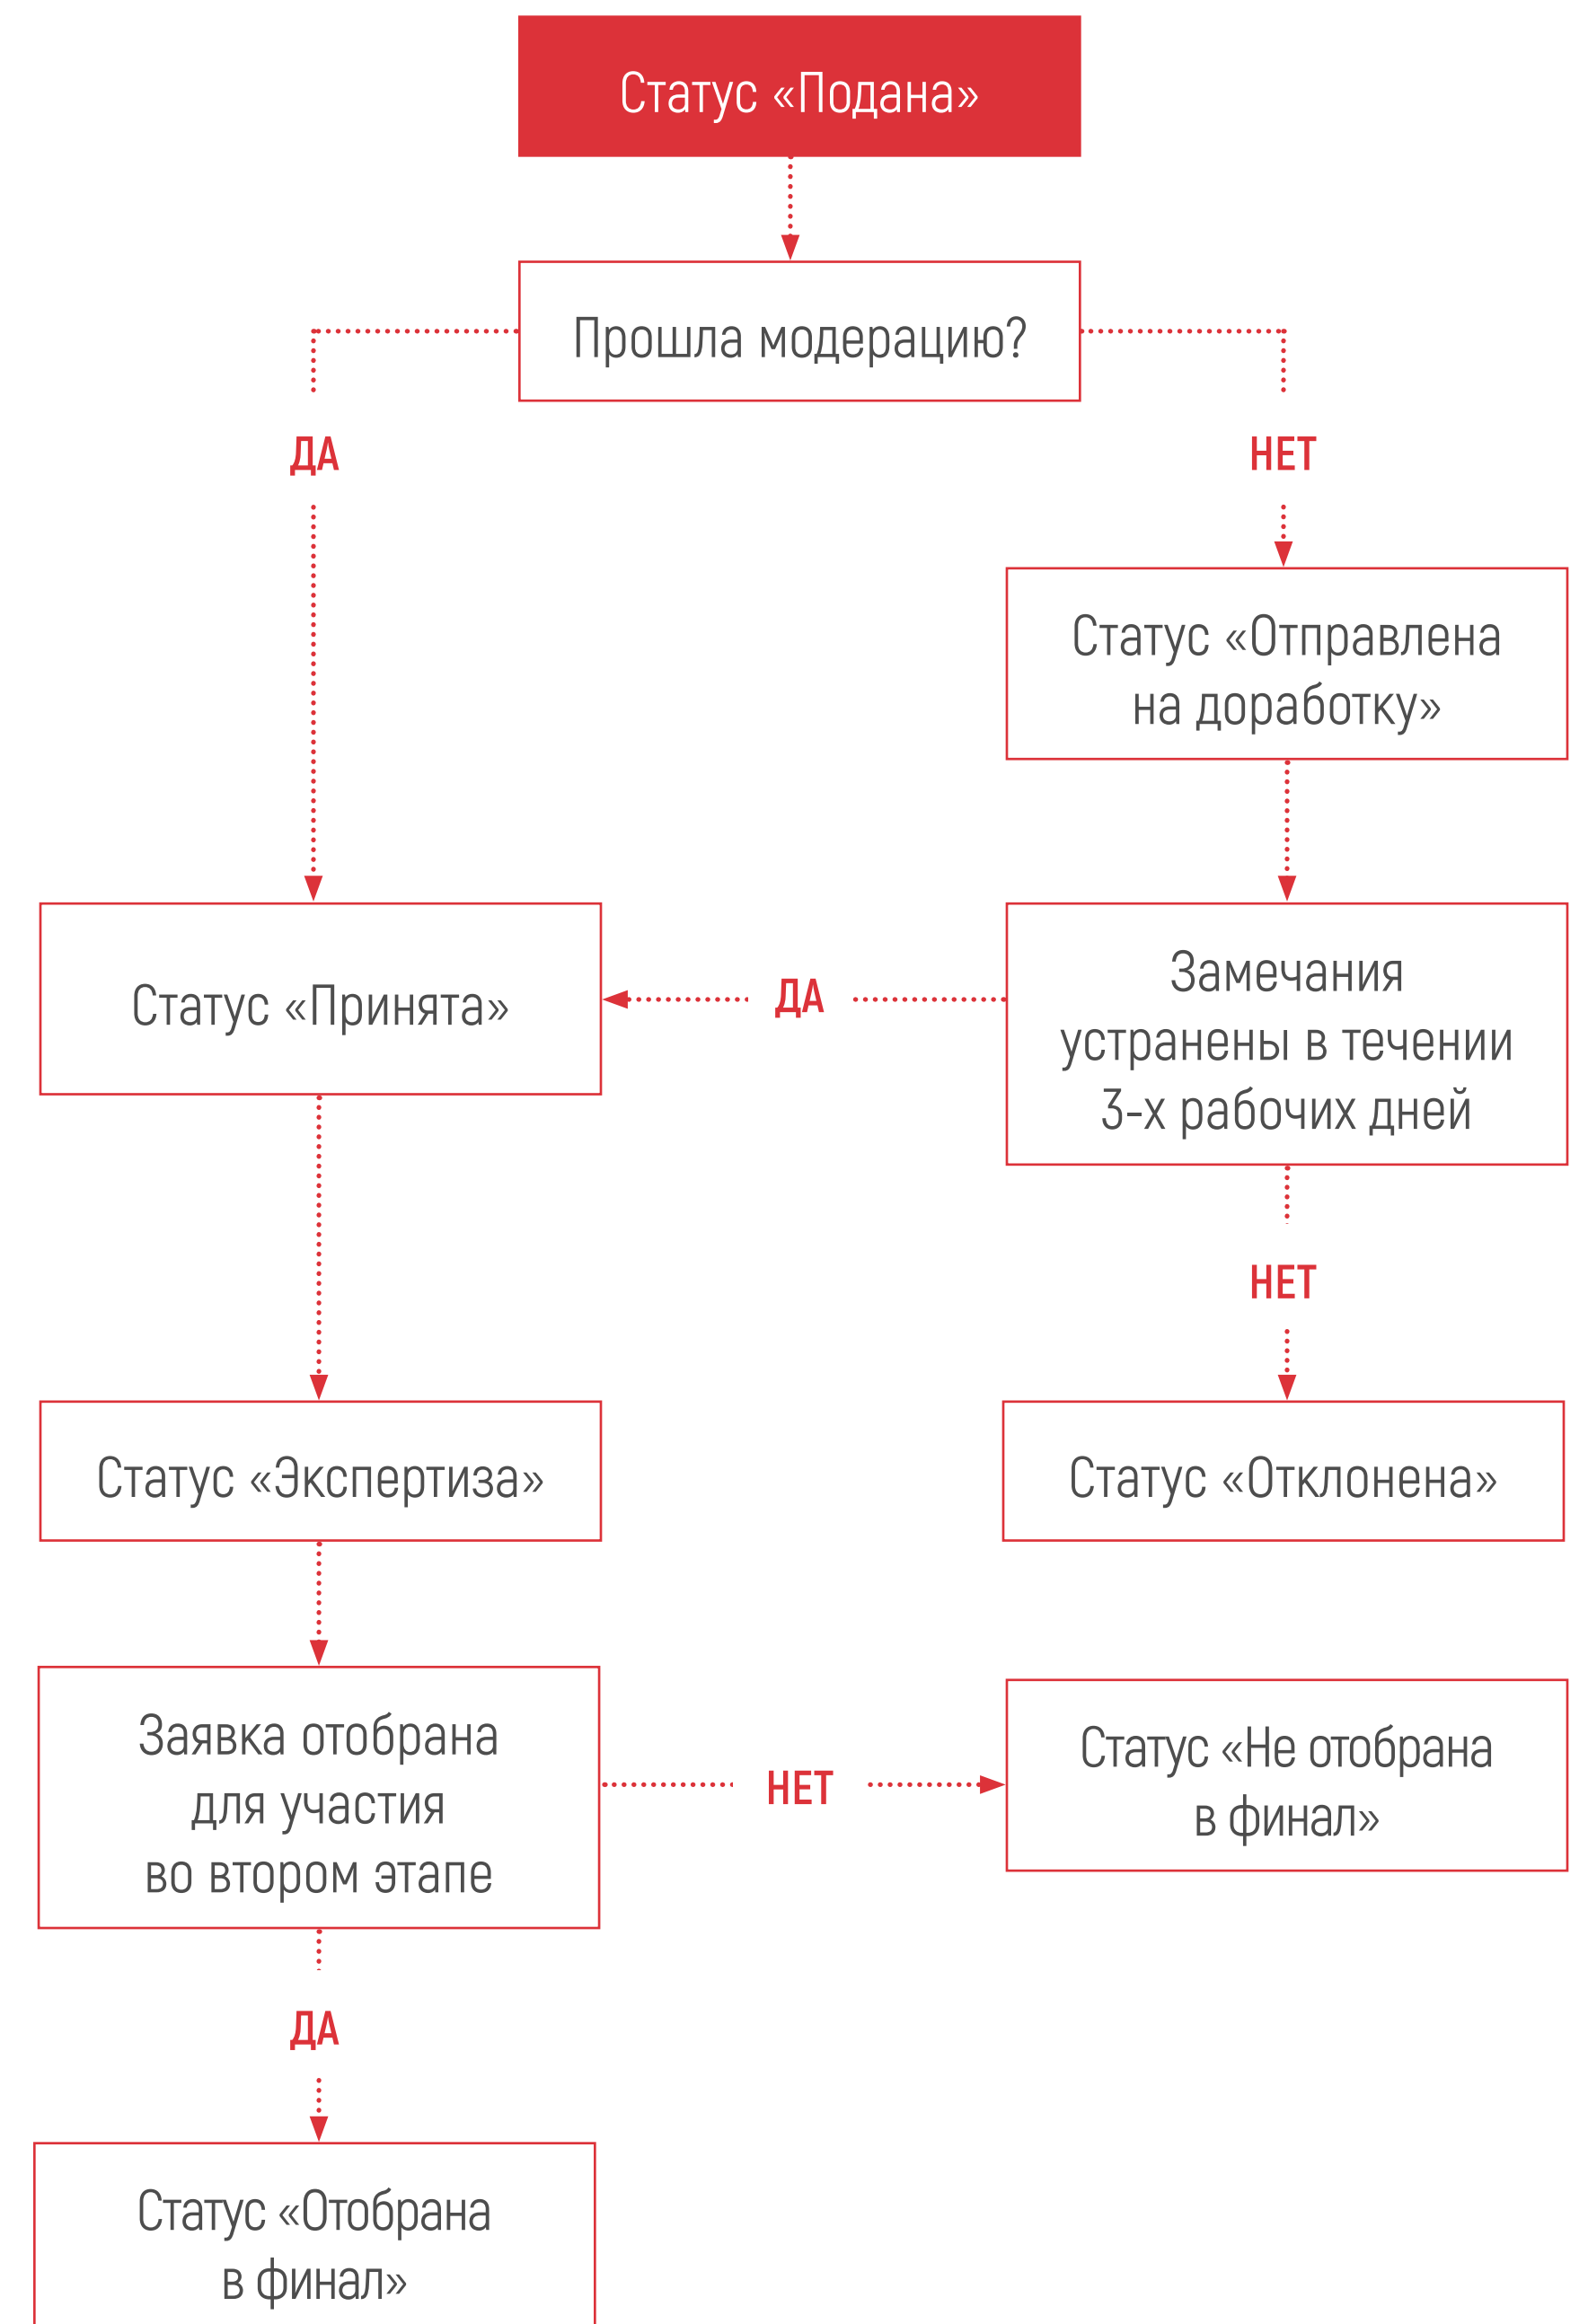 Статус «Подана»
Прошла модерацию?
ДА
НЕТ
Статус «Отправлена
на доработку»
Статус «Принята»
ДА
Замечания
устранены в течении
3-х рабочих дней
НЕТ
Статус «Экспертиза»
Статус «Отклонена»
Заявка отобрана
для участия
во втором этапе
НЕТ
Статус «Не отобрана
в финал»
ДА
Статус «Отобрана
в финал»